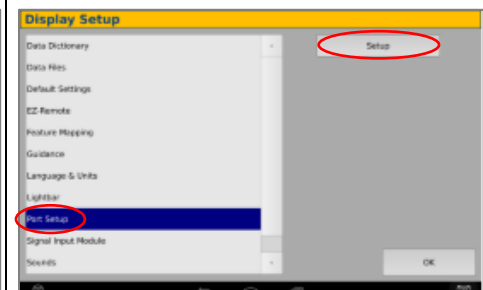 Display Setup
Data Dictionary
Setup
Data Files
Default Settings
EZ-Remote
Feature Mapping
Guidance
Language & Units
Lightbar
Port Setup
Signal Input Module
Sounds
OK